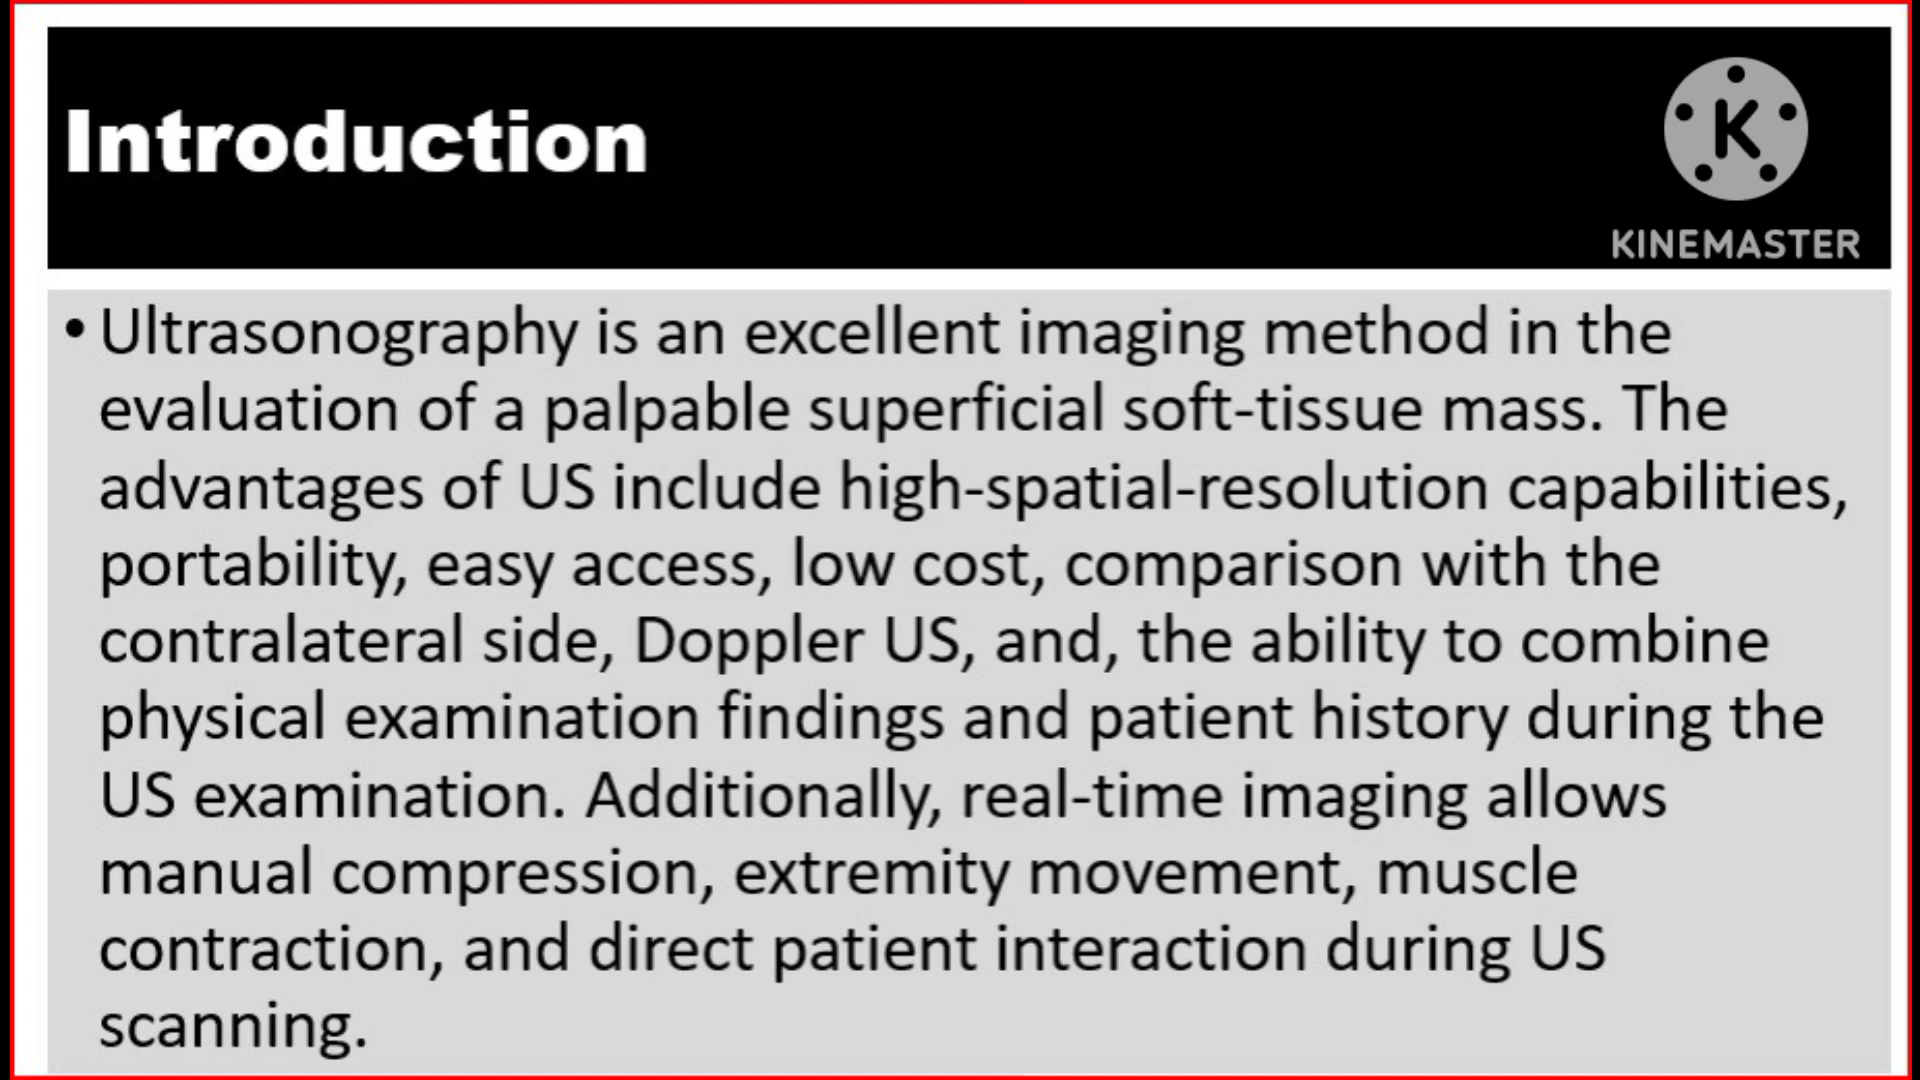 Introduction
K
KINEMASTER
• Ultrasonography is an excellent imaging method in the
evaluation of a palpable superficial soft-tissue mass. The
advantages of US include high-spatial-resolution capabilities,
portability, easy access, low cost, comparison with the
contralateral side, Doppler US, and, the ability to combine
physical examination findings and patient history during the
US examination. Additionally, real-time imaging allows
manual compression, extremity movement, muscle
contraction, and direct patient interaction during US
scanning.